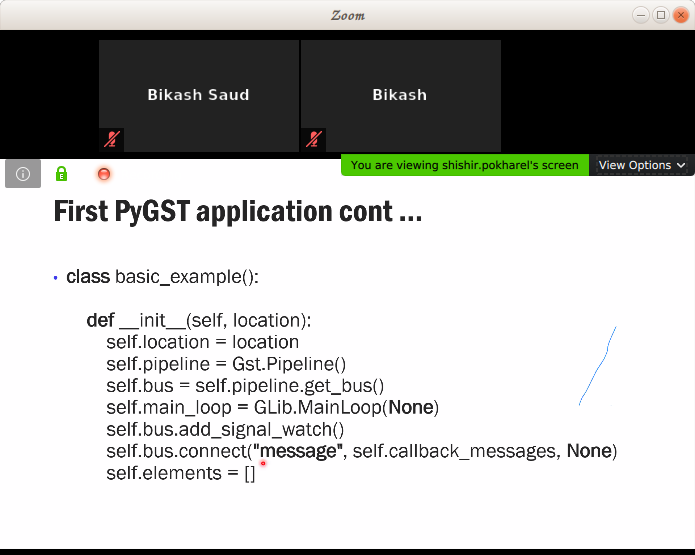 Zoom
Bikash Saud
Bikash
You are viewing shishir.pokharel's screen
View Options
E
First PyGST application cont ...
• class basic_example():
def __init__(self, location):
self.location = location
self.pipeline = Gst.Pipeline()
self.bus = self.pipeline.get_bus()
self.main_loop = GLib.MainLoop(None)
self.bus.add_signal_watch()
self.bus.connect("message", self.callback_messages, None)
self.elements = []